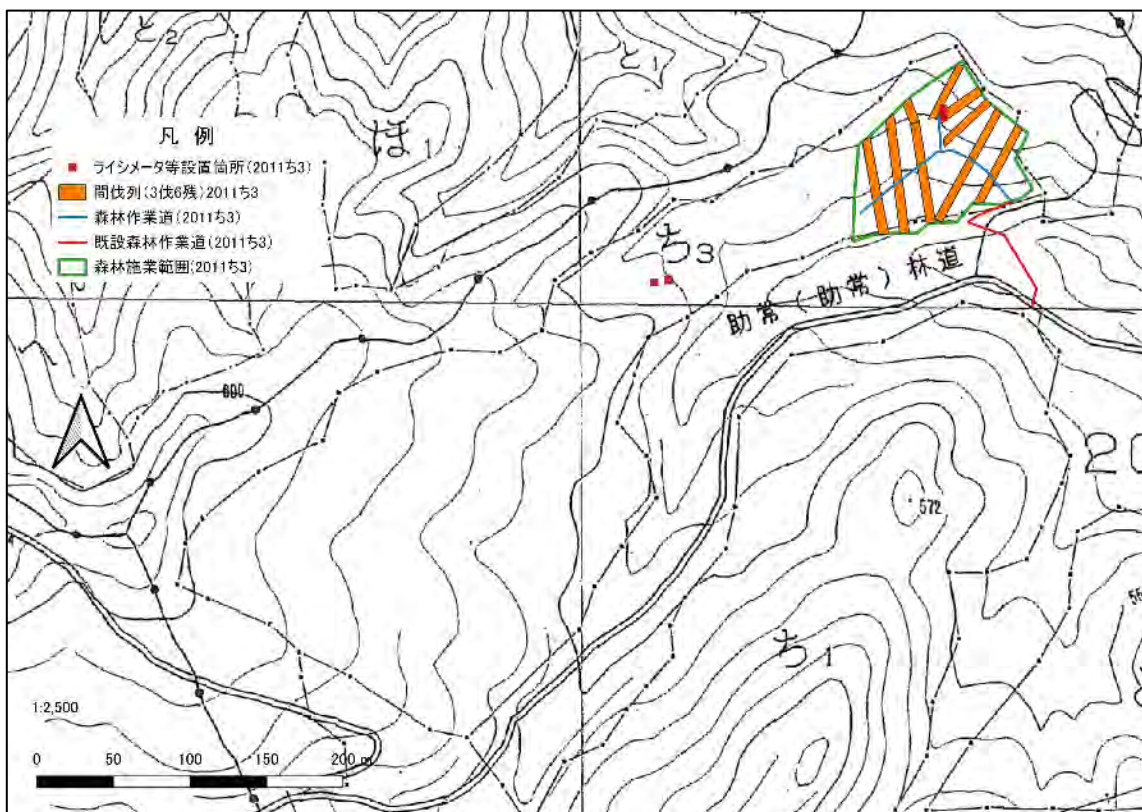 と2
と1
ほ1
凡 例
ライシメータ等設置箇所(2011ち3)
間伐列(3伐6残)2011ち3
森林作業道(2011ち3)
既設森林作業道(2011ち3)
森林施業範囲(2011ち3)
ち3
助常(助常)林道
600
572
20
ち1
1:2,500
0 50 100 150 200 m